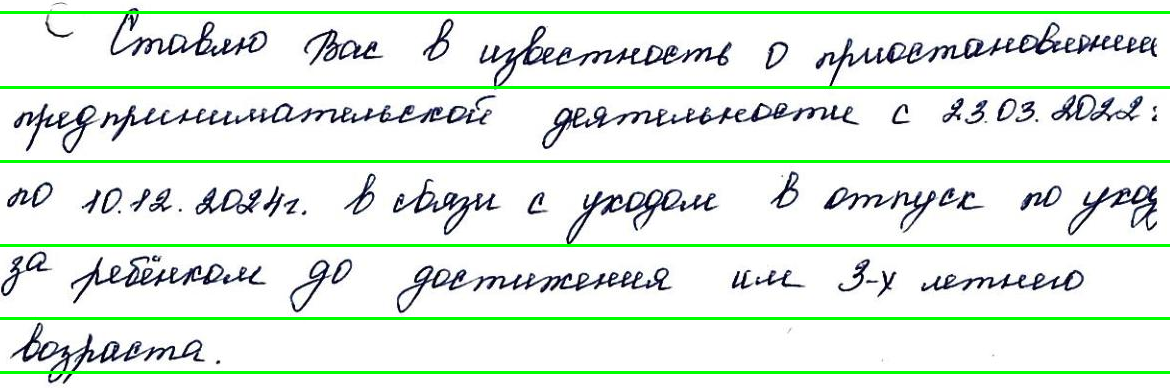 Ставлю Вас в известность о приостановлении
предпринимательской деятельности с 23.03.2022г
по 10.12.2024г. в связи с уходом в отпуск по уход
за ребёнком до достижения им 3-х летнего
возраста.